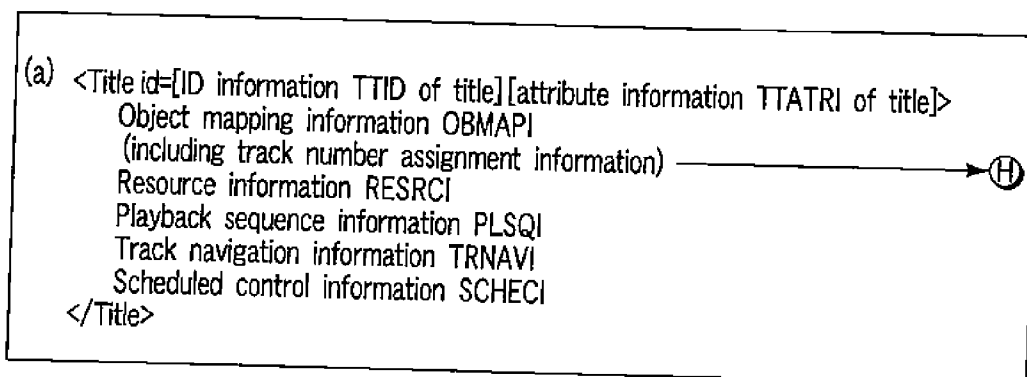 (a) <Title id=[ID information TTID of title] [attribute information TTATRI of title]>
Object mapping information OBMAPI
(including track number assignment information) H
Resource information RESRCI
Playback sequence information PLSQI
Track navigation information TRNAVI
Scheduled control information SCHECI
</Title>